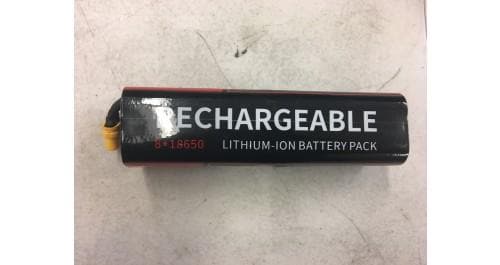 RECHARGEABLE
8*18650 LITHIUM-ION BATTERY PACK